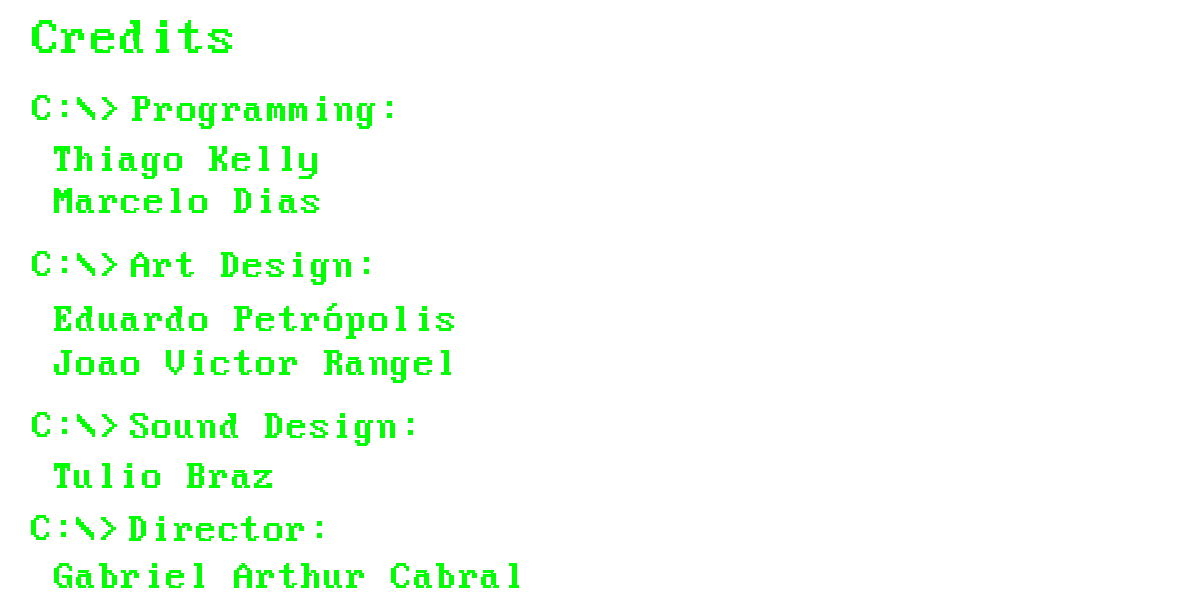 Credits
C:\> Programming:
Thiago Kelly
Marcelo Dias
C:\> Art Design:
Eduardo Petrópolis
Joao Victor Rangel
C:\> Sound Design:
Tulio Braz
C:\> Director:
Gabriel Arthur Cabral